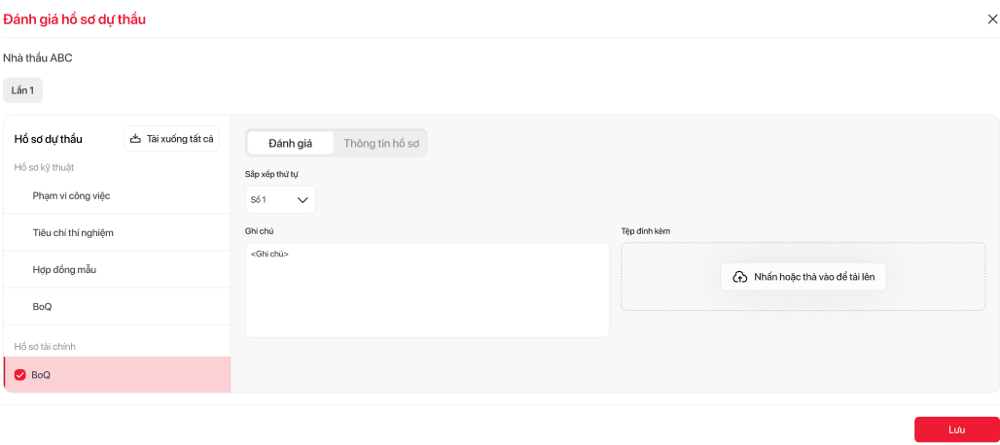 Đánh giá hồ sơ dự thầu
Nhà thầu ABC
Lần 1
Hồ sơ dự thầu
Tải xuống tất cả
Hồ sơ kỹ thuật
Phạm vi công việc
Tiêu chí thí nghiệm
Hợp đồng mẫu
BoQ
Hồ sơ tài chính
BoQ
Đánh giá
Thông tin hồ sơ
Sắp xếp thứ tự
Số 1
Ghi chú
<Ghi chú>
Tệp đính kèm
Nhấn hoặc thả vào để tải lên
Lưu